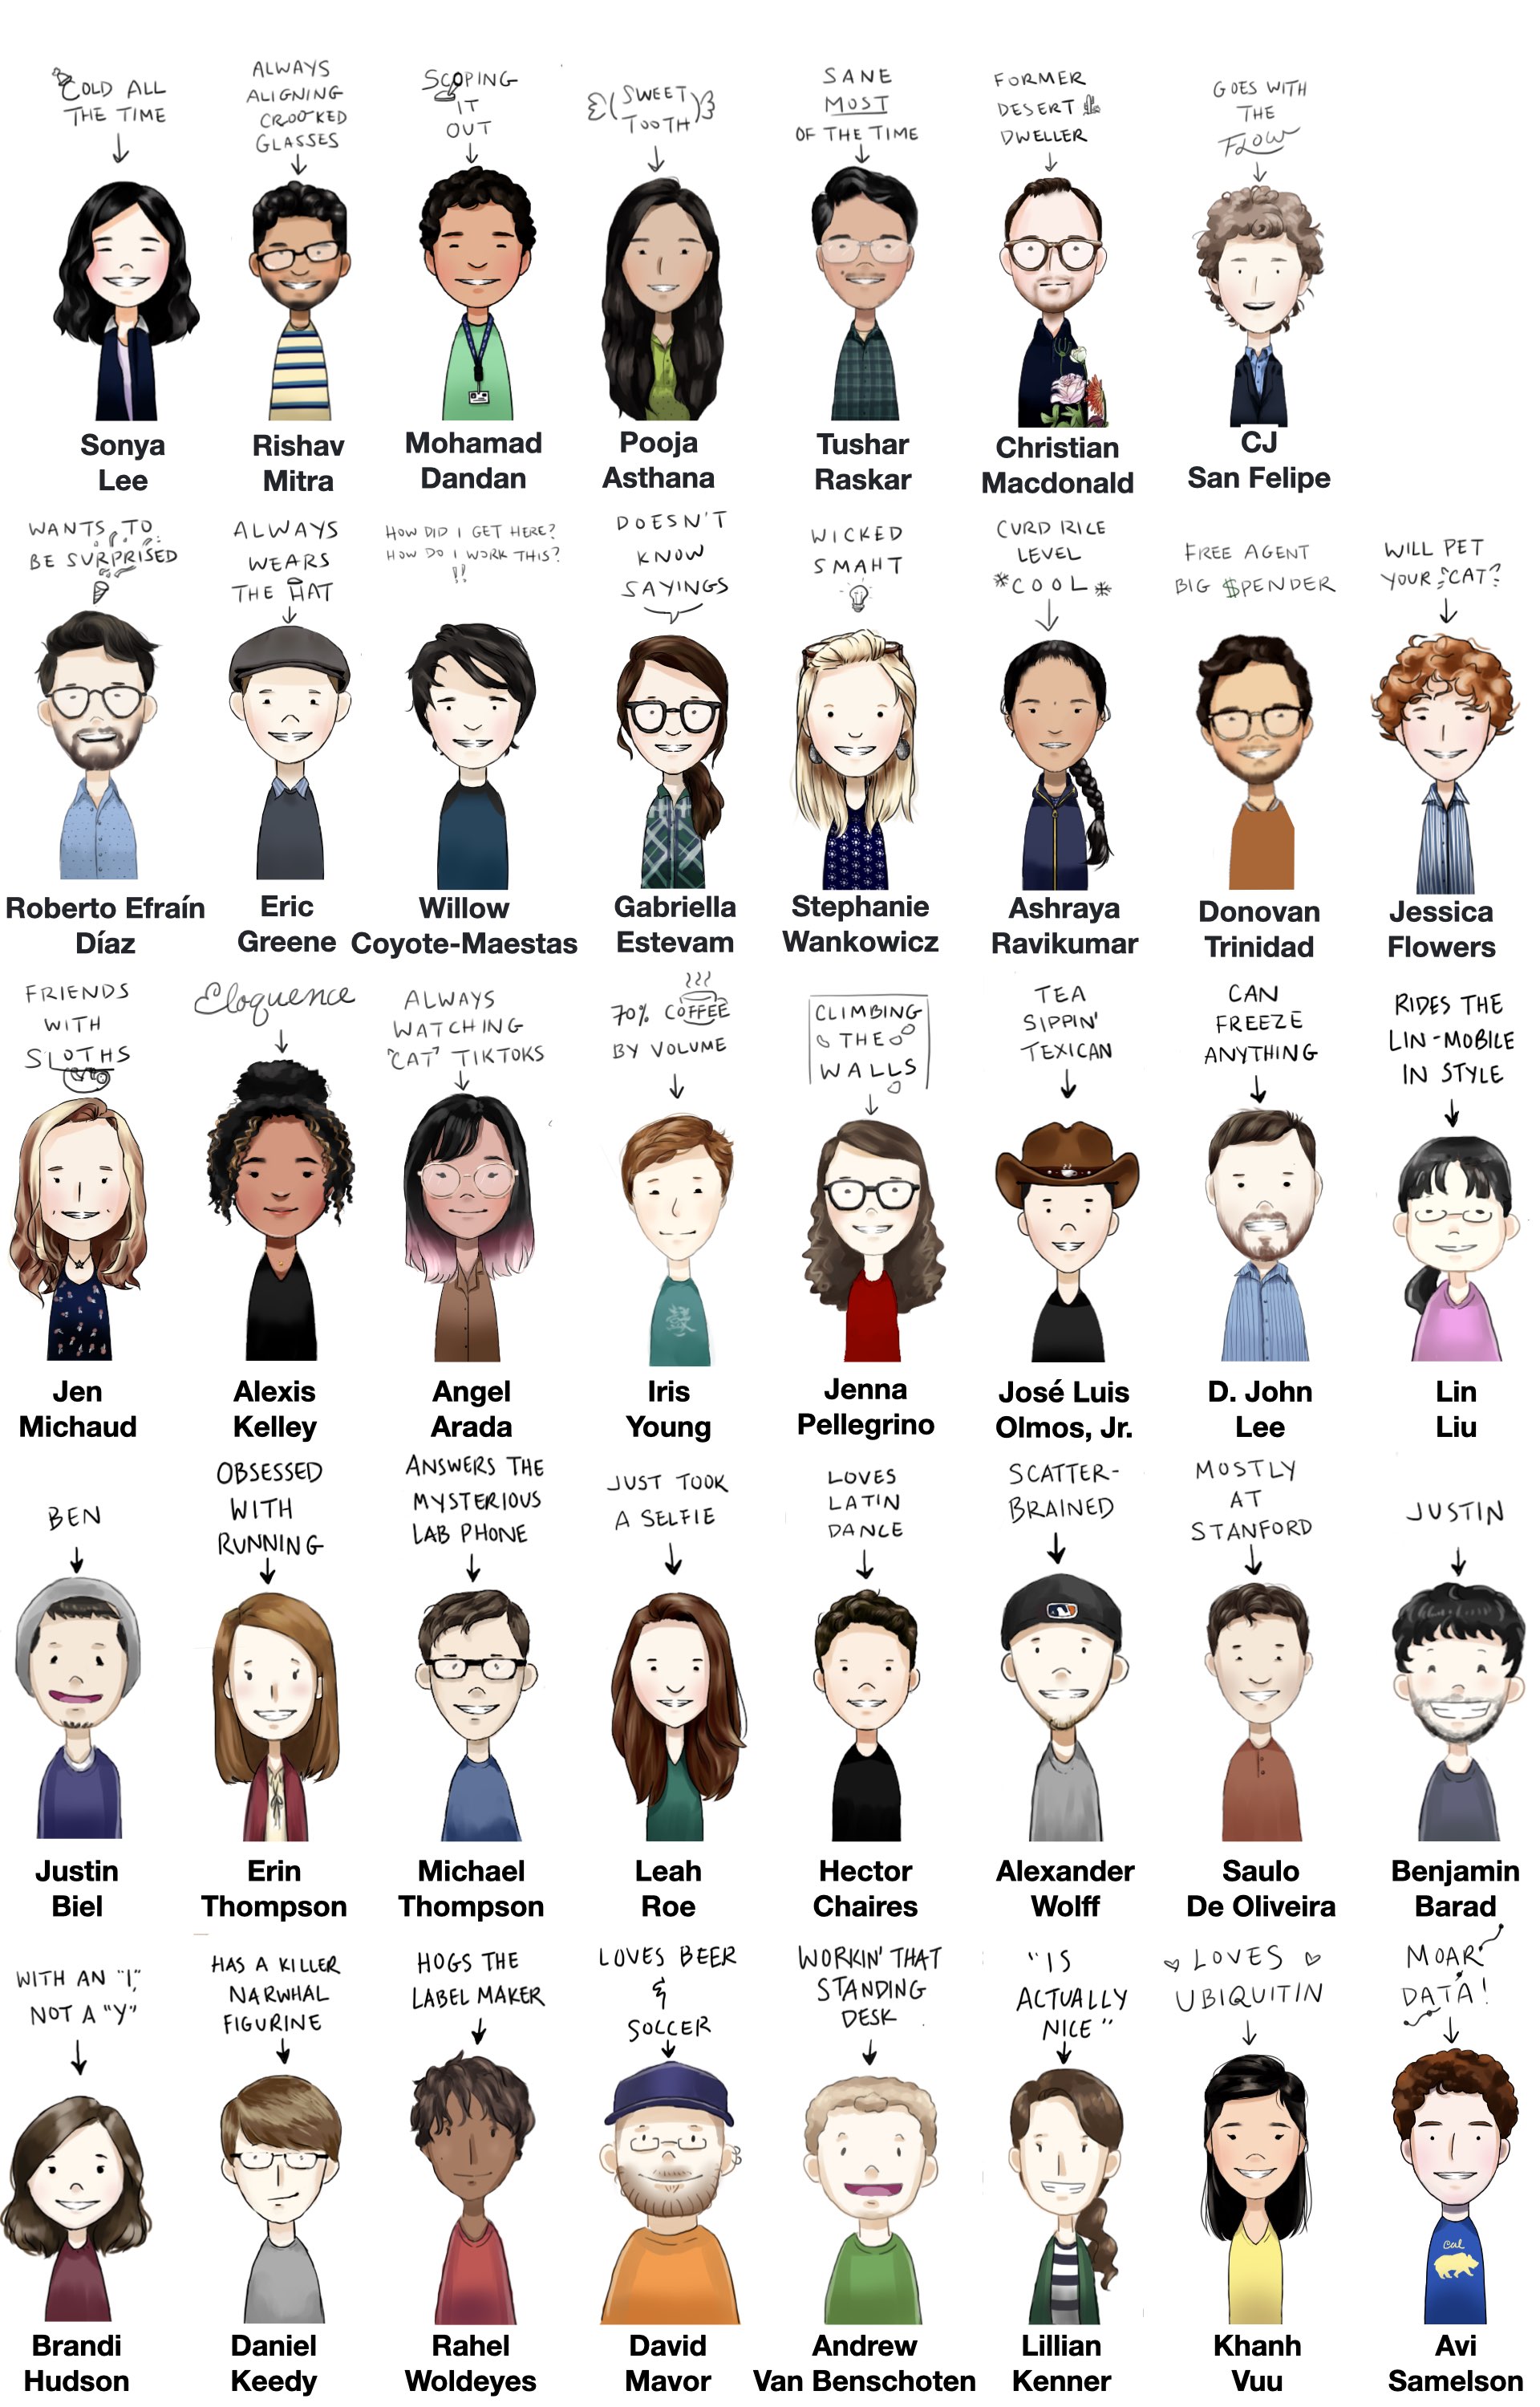 COLD ALL
THE TIME
ALWAYS
ALIGNING
CROOKED
GLASSES
SCOPING
IT
OUT
(SWEET
TOOTH)
SANE
MOST
OF THE TIME
FORMER
DESERT
DWELLER
GOES WITH
THE
FLOW
Sonya
Lee
Rishav
Mitra
Mohamad
Dandan
Pooja
Asthana
Tushar
Raskar
Christian
Macdonald
CJ
San Felipe
WANTS TO
BE SURPRISED
ALWAYS
WEARS
THE HAT
HOW DID I GET HERE?
HOW DO I WORK THIS?
!!
DOESN'T
KNOW
SAYINGS
WICKED
SMAHT
CURD RICE
LEVEL
*COOL*
FREE AGENT
BIG $PENDER
WILL PET
YOUR CAT?
Roberto Efraín
Díaz
Eric
Greene
Willow
Coyote-Maestas
Gabriella
Estevam
Stephanie
Wankowicz
Ashraya
Ravikumar
Donovan
Trinidad
Jessica
Flowers
FRIENDS
WITH
SLOTHS
Eloquence
ALWAYS
WATCHING
"CAT" TIKTOKS
70% COFFEE
BY VOLUME
CLIMBING
THE
WALLS
TEA
SIPPIN'
TEXICAN
CAN
FREEZE
ANYTHING
RIDES THE
LIN-MOBILE
IN STYLE
Jen
Michaud
Alexis
Kelley
Angel
Arada
發
Iris
Young
Jenna
Pellegrino
José Luis
Olmos, Jr.
D. John
Lee
Lin
Liu
BEN
OBSESSED
WITH
RUNNING
ANSWERS THE
MYSTERIOUS
LAB PHONE
JUST TOOK
A SELFIE
LOVES
LATIN
DANCE
SCATTER-
BRAINED
MOSTLY
AT
STANFORD
JUSTIN
Justin
Biel
Erin
Thompson
Michael
Thompson
Leah
Roe
Hector
Chaires
Alexander
Wolff
Saulo
De Oliveira
Benjamin
Barad
WITH AN "I",
NOT A "Y"
HAS A KILLER
NARWHAL
FIGURINE
HOGS THE
LABEL MAKER
LOVES BEER
&
SOCCER
WORKIN' THAT
STANDING
DESK
"IS
ACTUALLY
NICE"
LOVES
UBIQUITIN
MOAR
DATA!
Cal
Brandi
Hudson
Daniel
Keedy
Rahel
Woldeyes
David
Mavor
Andrew
Van Benschoten
Lillian
Kenner
Khanh
Vuu
Avi
Samelson